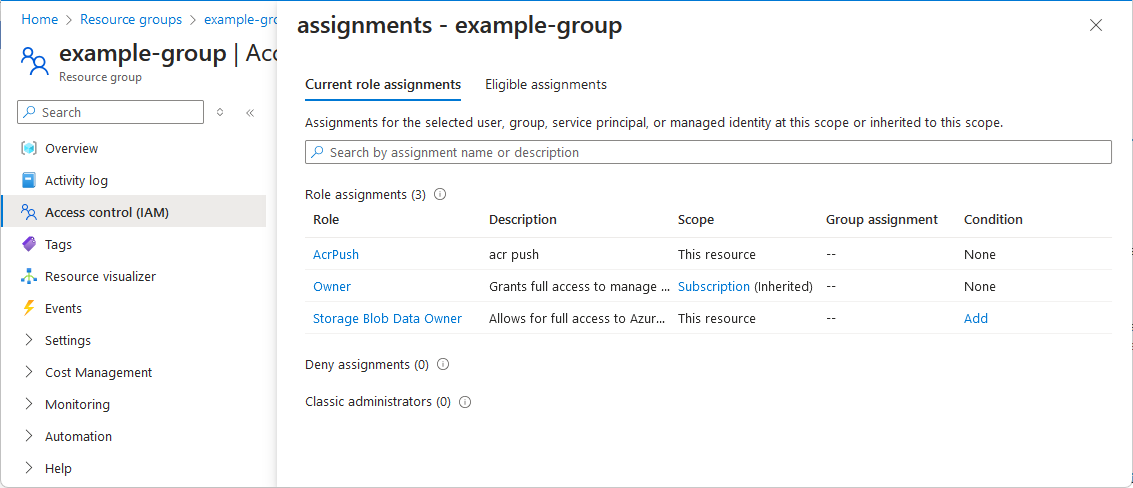 Home > Resource groups > example-gr
example-group | Acc
Resource group
Search
Overview
Activity log
Access control (IAM)
Tags
Resource visualizer
Events
Settings
Cost Management
Monitoring
Automation
Help
assignments - example-group
Current role assignments Eligible assignments
Assignments for the selected user, group, service principal, or managed identity at this scope or inherited to this scope.
Search by assignment name or description
Role assignments (3)
Role Description Scope Group assignment Condition
AcrPush acr push This resource -- None
Owner Grants full access to manage ... Subscription (Inherited) -- None
Storage Blob Data Owner Allows for full access to Azur... This resource -- Add
Deny assignments (0)
Classic administrators (0)